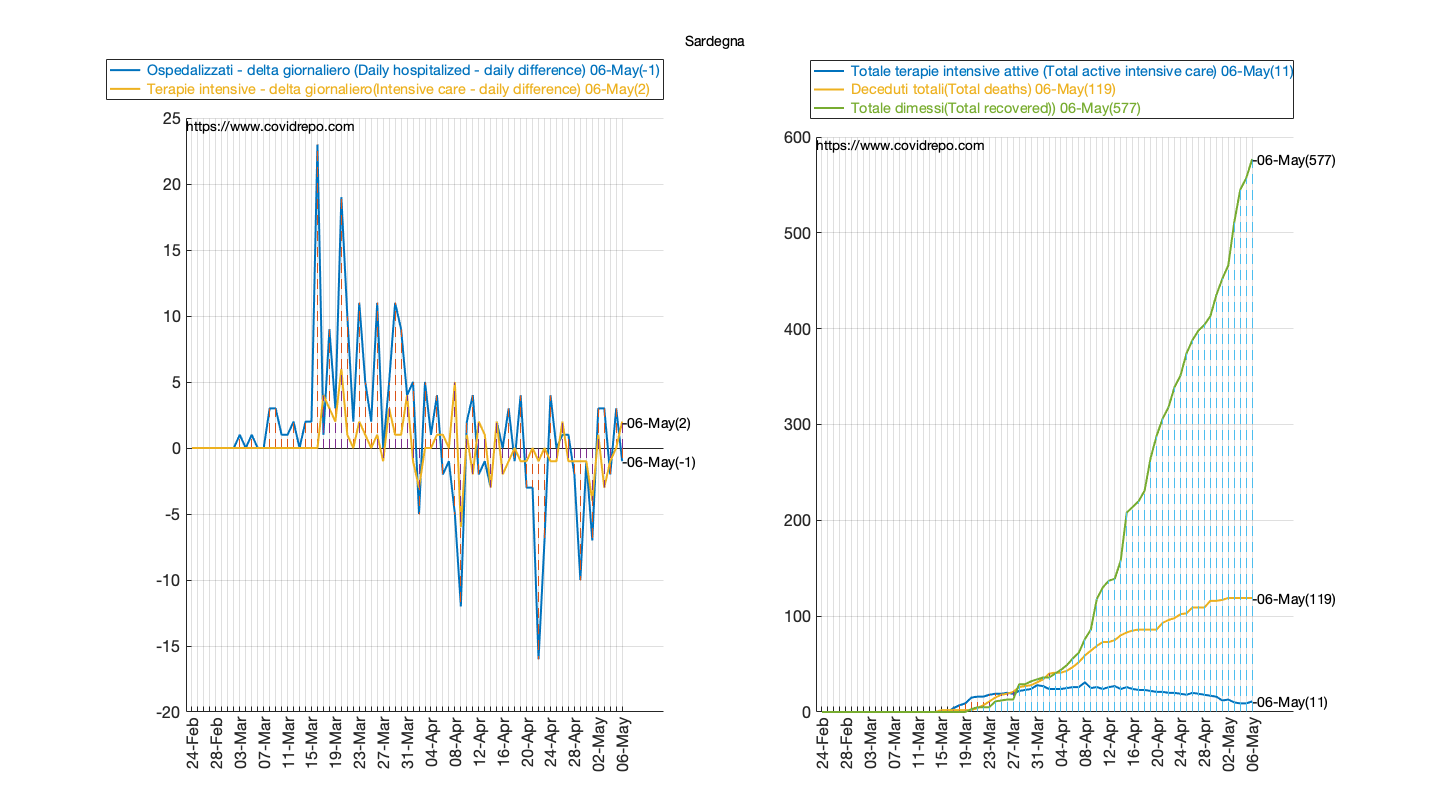 Sardegna
Ospedalizzati - delta giornaliero (Daily hospitalized - daily difference) 06-May(-1)
Terapie intensive - delta giornaliero(Intensive care - daily difference) 06-May(2)
https://www.covidrepo.com
25
20
15
10
5
0
-5
-10
-15
-20
-06-May(2)
-06-May(-1)
24-Feb
28-Feb
03-Mar
07-Mar
11-Mar
15-Mar
19-Mar
23-Mar
27-Mar
31-Mar
04-Apr
08-Apr
12-Apr
16-Apr
20-Apr
24-Apr
28-Apr
02-May
06-May
Totale terapie intensive attive (Total active intensive care) 06-May(11)
Deceduti totali(Total deaths) 06-May(119)
Totale dimessi(Total recovered)) 06-May(577)
https://www.covidrepo.com
600
500
400
300
200
100
0
-06-May(577)
-06-May(119)
-06-May(11)
24-Feb
28-Feb
03-Mar
07-Mar
11-Mar
15-Mar
19-Mar
23-Mar
27-Mar
31-Mar
04-Apr
08-Apr
12-Apr
16-Apr
20-Apr
24-Apr
28-Apr
02-May
06-May